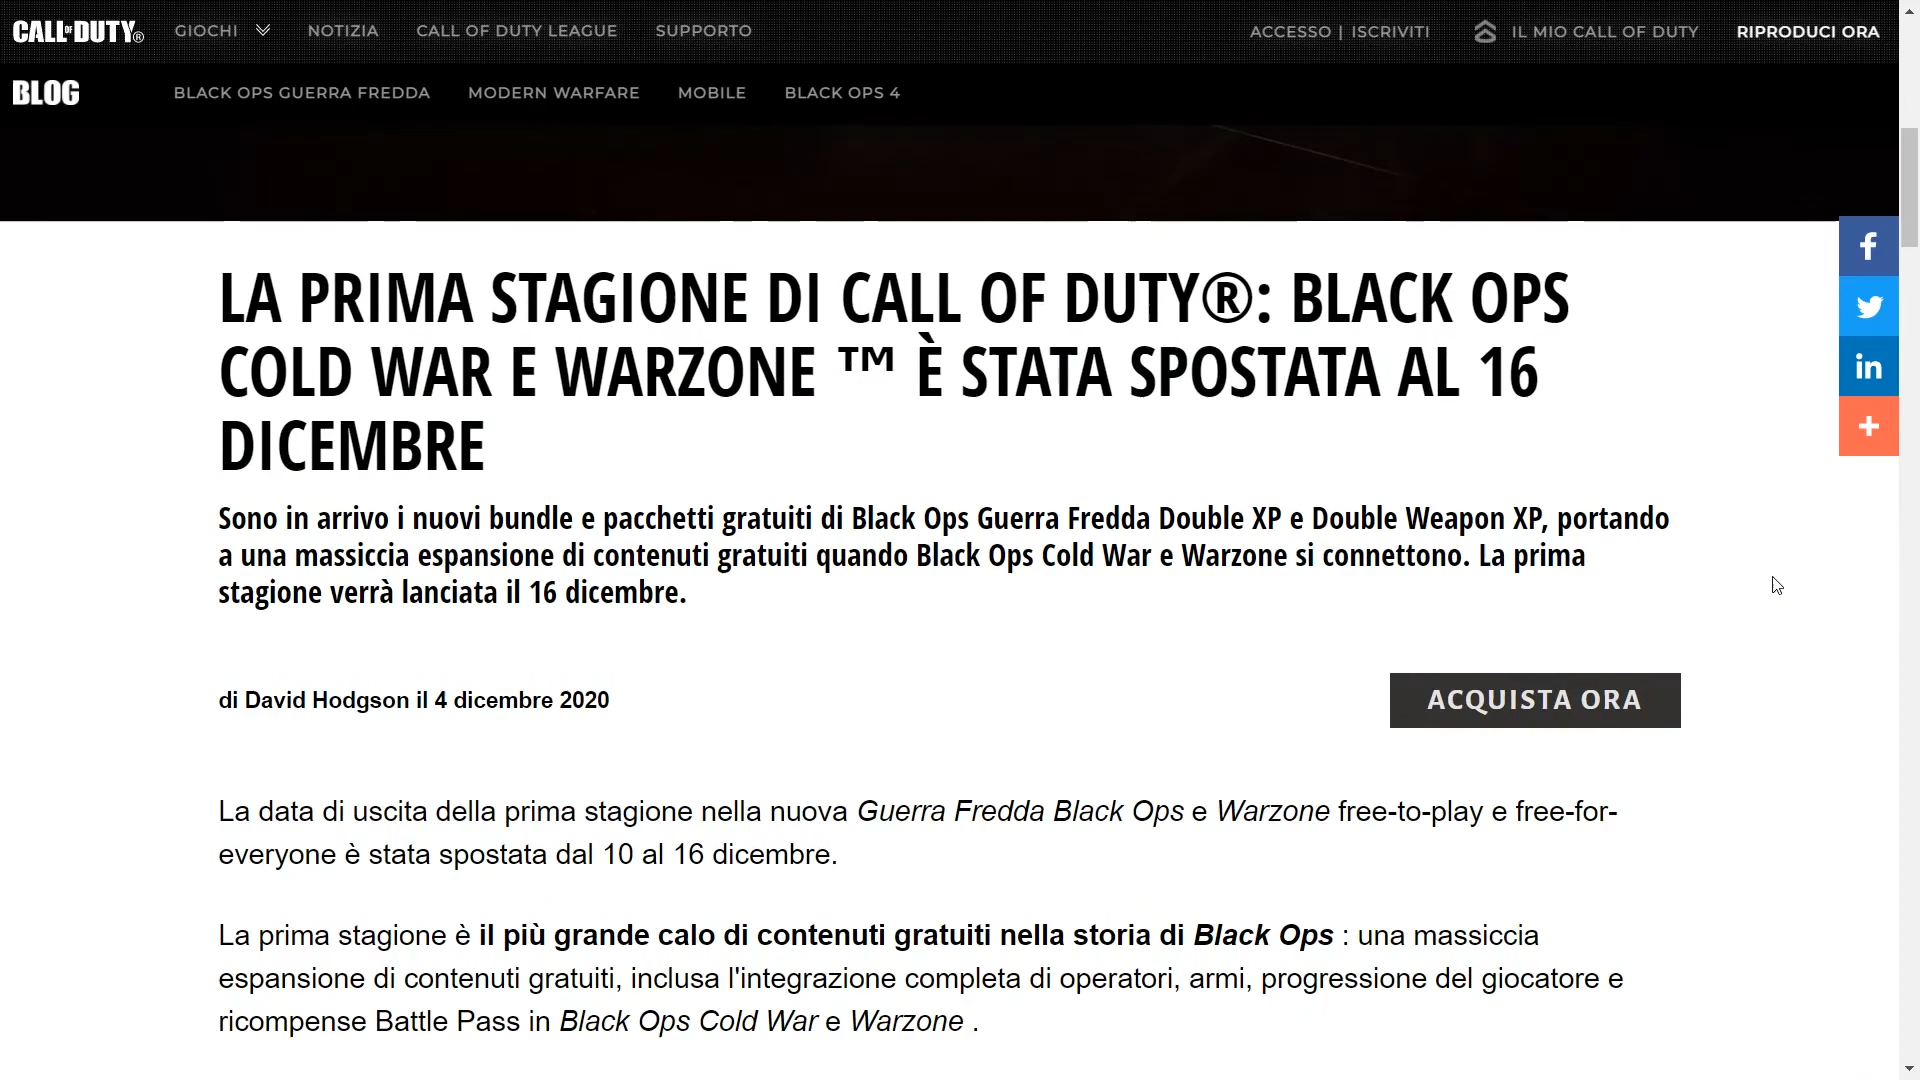 CALL OF DUTY®
GIOCHI
NOTIZIA
CALL OF DUTY LEAGUE
SUPPORTO
ACCESSO | ISCRIVITI
IL MIO CALL OF DUTY
RIPRODUCI ORA
BLOG
BLACK OPS GUERRA FREDDA
MODERN WARFARE
MOBILE
BLACK OPS 4
LA PRIMA STAGIONE DI CALL OF DUTY®: BLACK OPS
COLD WAR E WARZONE ™ È STATA SPOSTATA AL 16
DICEMBRE
Sono in arrivo i nuovi bundle e pacchetti gratuiti di Black Ops Guerra Fredda Double XP e Double Weapon XP, portando
a una massiccia espansione di contenuti gratuiti quando Black Ops Cold War e Warzone si connettono. La prima
stagione verrà lanciata il 16 dicembre.
di David Hodgson il 4 dicembre 2020
ACQUISTA ORA
La data di uscita della prima stagione nella nuova Guerra Fredda Black Ops e Warzone free-to-play e free-for-
everyone è stata spostata dal 10 al 16 dicembre.
La prima stagione è il più grande calo di contenuti gratuiti nella storia di Black Ops : una massiccia
espansione di contenuti gratuiti, inclusa l'integrazione completa di operatori, armi, progressione del giocatore e
ricompense Battle Pass in Black Ops Cold War e Warzone .